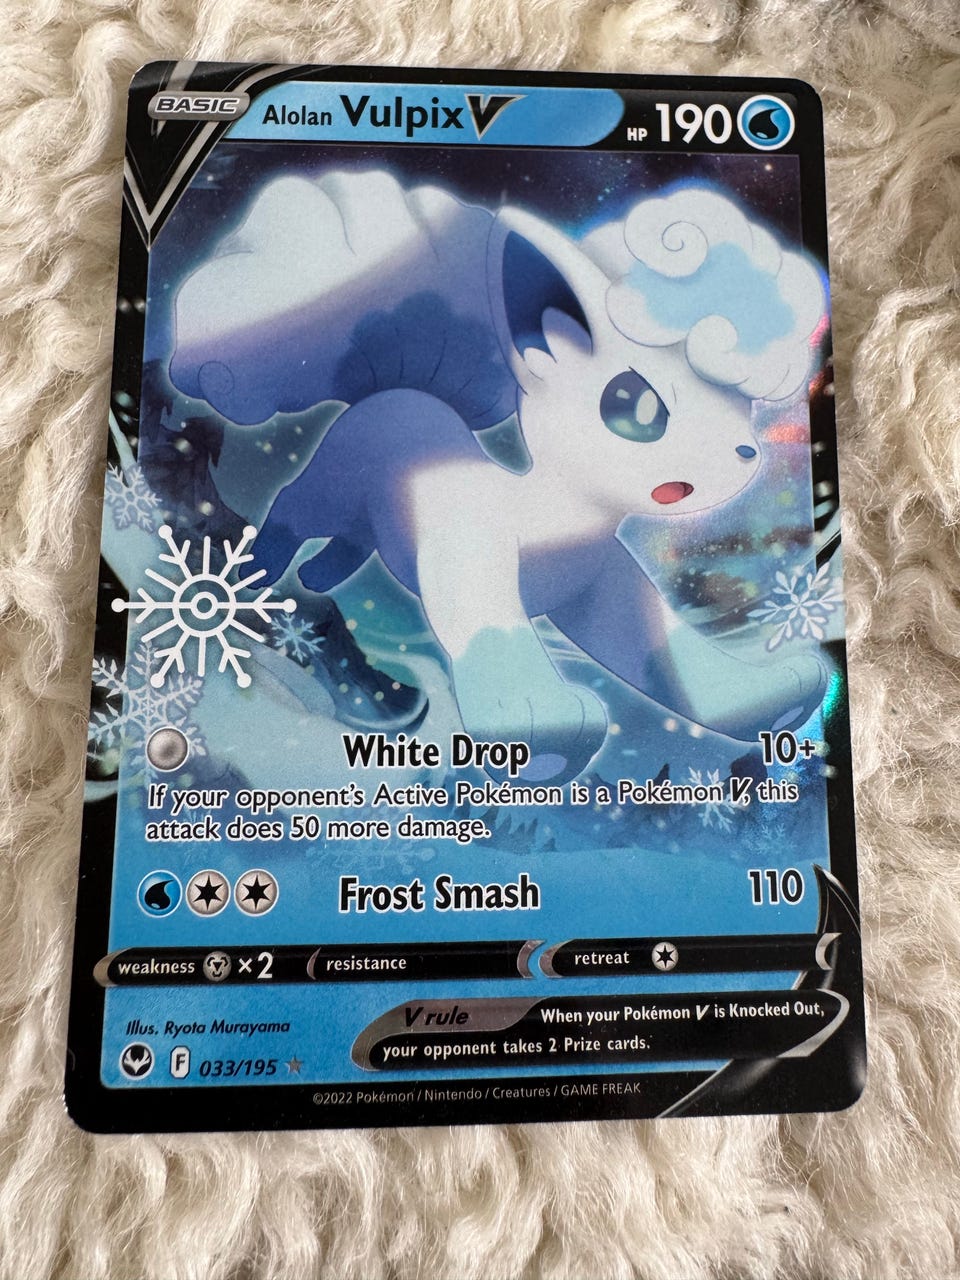 BASIC
Alolan Vulpix V
HP 190
White Drop 10+
If your opponent's Active Pokémon is a Pokémon V, this
attack does 50 more damage.
Frost Smash 110
weakness ×2 resistance retreat
V rule When your Pokémon V is Knocked Out,
your opponent takes 2 Prize cards.
Illus. Ryota Murayama
F 033/195
©2022 Pokémon / Nintendo / Creatures / GAME FREAK